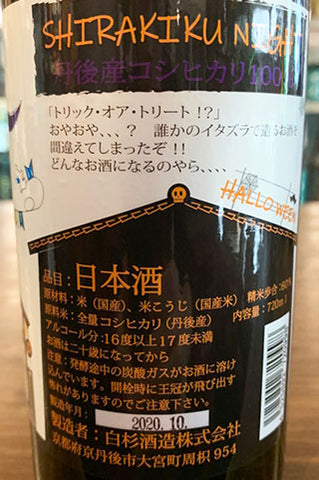 SHIRAKIKU NIGHT
丹後産コシヒカリ100%
「トリック・オア・トリート！？」
おやおや、、、？　誰かのイタズラで造るお酒を
間違えてしまったぞ！！
どんなお酒になるのやら、、、、
HALLOWEEN
品目：日本酒
原材料：米（国産）、米こうじ（国産米）精米歩合：60%
原料米：全量コシヒカリ（丹後産）　内容量：720ml
アルコール分：16度以上17度未満
お酒は二十歳になってから
注意：発酵途中の炭酸ガスがお酒に溶け
込んでいます。開栓時に王冠が飛び出す
怖れがありますのでご注意下さい。
製造年月：2020.10.
製造者：白杉酒造株式会社
京都府京丹後市大宮町周枳954